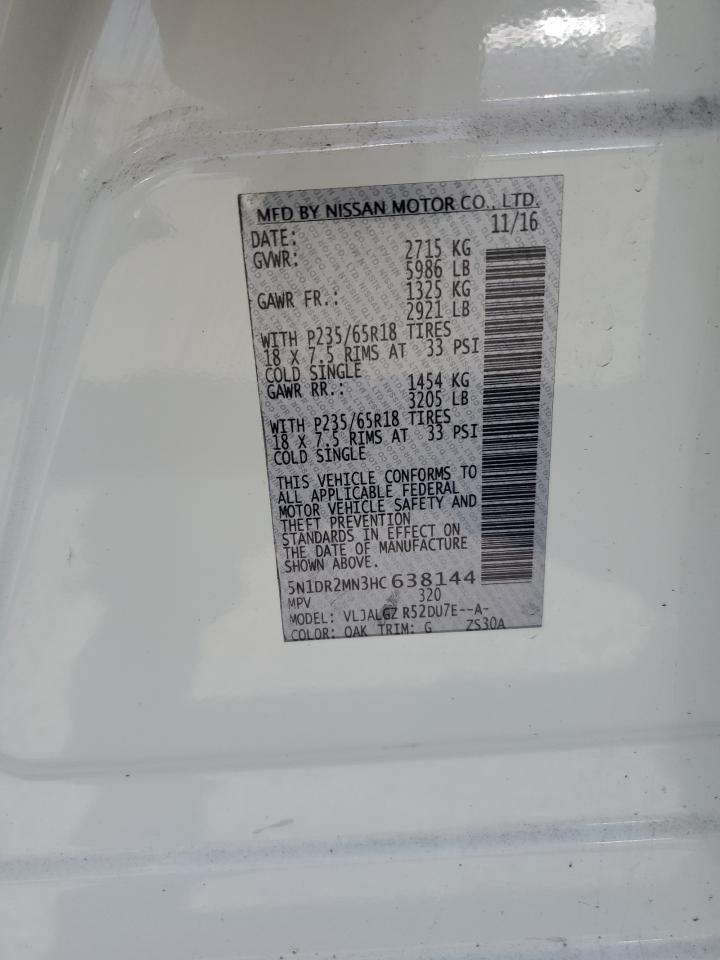 MFD BY NISSAN MOTOR CO., LTD.
DATE: 11/16
GVWR: 2715 KG
5986 LB
GAWR FR.: 1325 KG
2921 LB
WITH P235/65R18 TIRES
18 X 7.5 RIMS AT 33 PSI
COLD SINGLE
GAWR RR.: 1454 KG
3205 LB
WITH P235/65R18 TIRES
18 X 7.5 RIMS AT 33 PSI
COLD SINGLE
THIS VEHICLE CONFORMS TO
ALL APPLICABLE FEDERAL
MOTOR VEHICLE SAFETY AND
THEFT PREVENTION
STANDARDS IN EFFECT ON
THE DATE OF MANUFACTURE
SHOWN ABOVE.
5N1DR2MN3HC638144
MPV 320
MODEL: VLJALGZ R52DU7E--A-
COLOR: QAK TRIM: G ZS30A